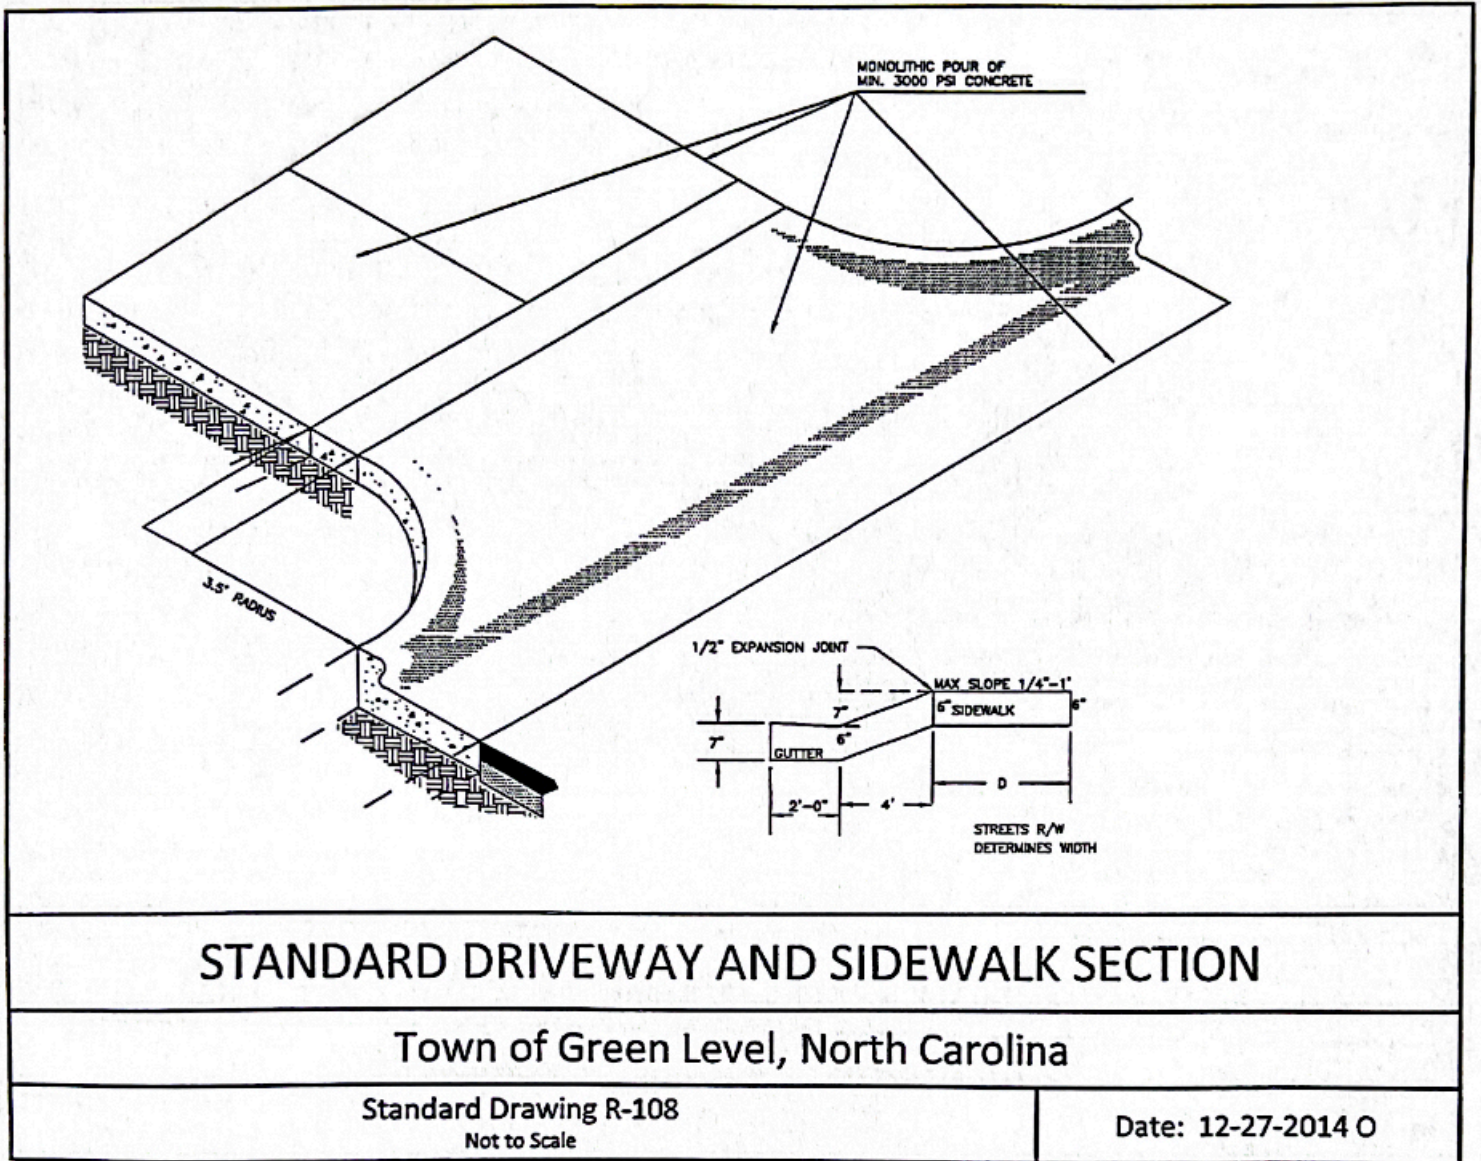 MONOLITHIC POUR OF
MIN. 3000 PSI CONCRETE
3.5' RADIUS
1/2" EXPANSION JOINT
MAX SLOPE 1/4"-1'
7"
6"
SIDEWALK
6"
7"
6"
GUTTER
D
2'-0"
4'
STREETS R/W
DETERMINES WIDTH
STANDARD DRIVEWAY AND SIDEWALK SECTION
Town of Green Level, North Carolina
Standard Drawing R-108
Not to Scale
Date: 12-27-2014 O